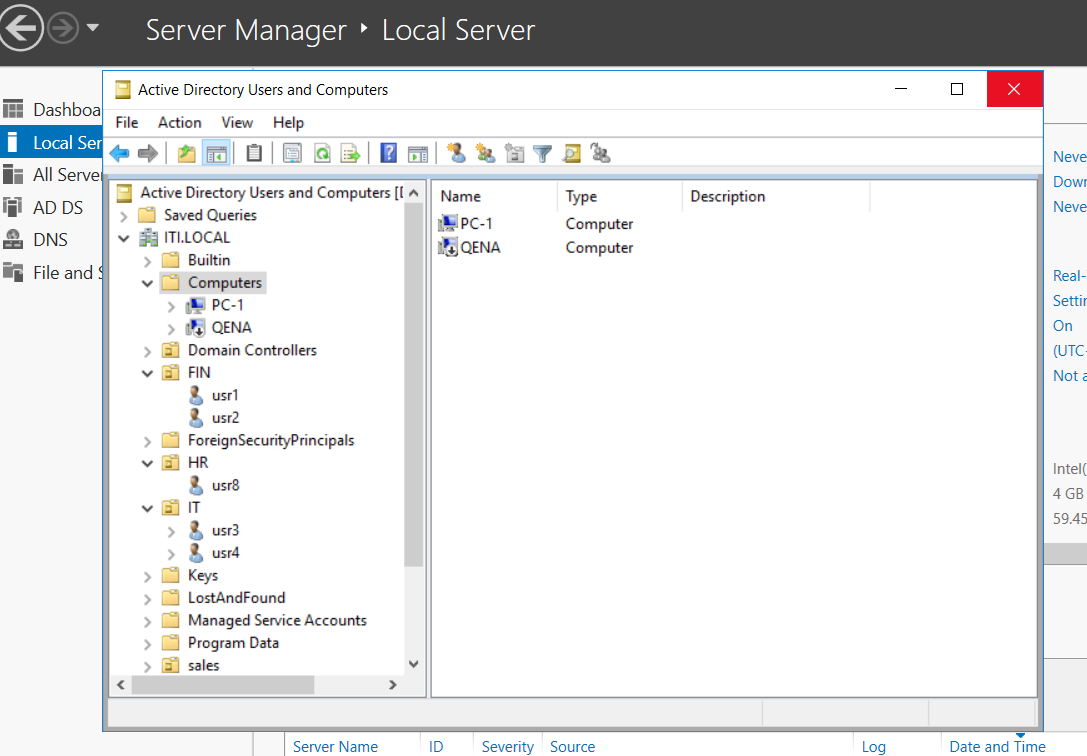 Server Manager ‣ Local Server
Active Directory Users and Computers
File Action View Help
Dashboa
Local Ser
All Server
AD DS
DNS
File and S
Active Directory Users and Computers [
Saved Queries
ITI.LOCAL
Builtin
Computers
PC-1
QENA
Domain Controllers
FIN
usr1
usr2
ForeignSecurityPrincipals
HR
usr8
IT
usr3
usr4
Keys
LostAndFound
Managed Service Accounts
Program Data
sales
Name Type Description
PC-1 Computer
QENA Computer
Neve
Down
Neve
Real-
Settin
On
(UTC-
Not a
Intel(
4 GB
59.45
Server Name ID Severity Source Log Date and Time